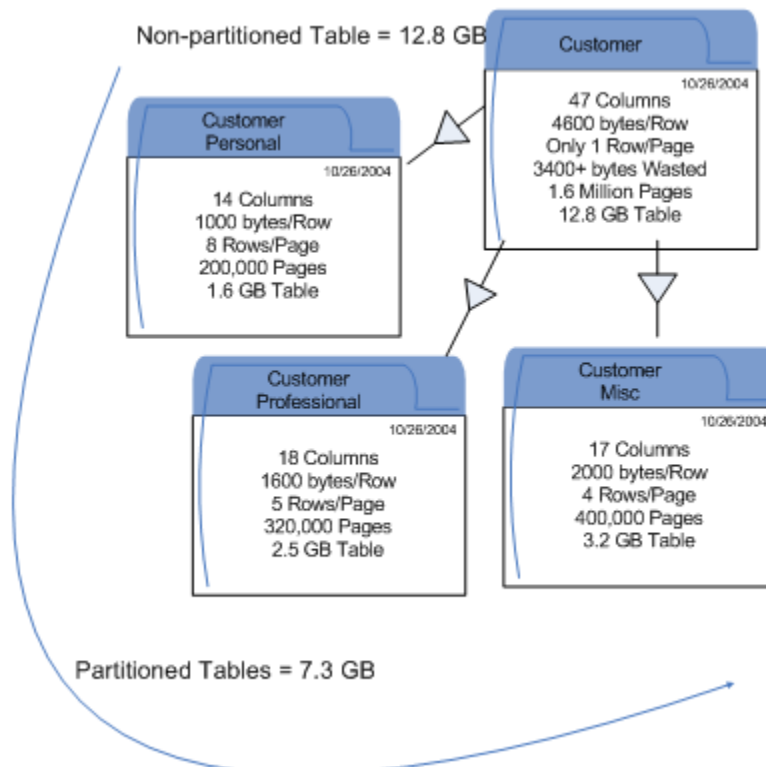 Non-partitioned Table = 12.8 GB
Customer
10/26/2004
47 Columns
4600 bytes/Row
Only 1 Row/Page
3400+ bytes Wasted
1.6 Million Pages
12.8 GB Table
Customer
Personal
10/26/2004
14 Columns
1000 bytes/Row
8 Rows/Page
200,000 Pages
1.6 GB Table
Customer
Professional
10/26/2004
18 Columns
1600 bytes/Row
5 Rows/Page
320,000 Pages
2.5 GB Table
Customer
Misc
10/26/2004
17 Columns
2000 bytes/Row
4 Rows/Page
400,000 Pages
3.2 GB Table
Partitioned Tables = 7.3 GB